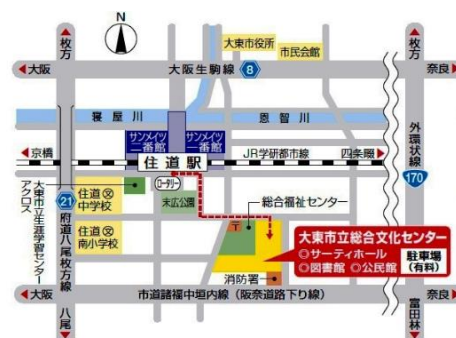 N
枚方
枚方
大東市役所
市民会館
大阪
大阪生駒線
8
奈良
寝屋川
恩智川
サンメイツ
二番館
サンメイツ
一番館
京橋
住道駅
JR学研都市線
四条畷
外環状線
170
ロータリー
大東市立生涯学習センター
アクロス
住道
文
中学校
末広公園
総合福祉センター
21
府道八尾枚方線
住道
文
南小学校
〒
大東市立総合文化センター
◎サーティホール
◎図書館 ◎公民館
駐車場
(有料)
消防署
大阪
市道諸福中垣内線(阪奈道路下り線)
奈良
八尾
富田林